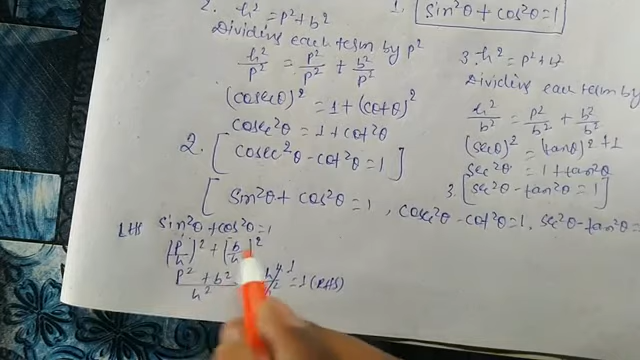 2. h² = p² + b²
Dividing each term by p²
h²/p² = p²/p² + b²/p²
(cosecθ)² = 1 + (cotθ)²
cosec²θ = 1 + cot²θ
2. [cosec²θ - cot²θ = 1]
1. sin²θ + cos²θ = 1
3. h² = p² + b²
Dividing each term by
h²/b² = p²/b² + b²/b²
(secθ)² = (tanθ)² + 1
sec²θ = 1 + tan²θ
3. [sec²θ - tan²θ = 1]
[sin²θ + cos²θ = 1, cosec²θ - cot²θ = 1. sec²θ - tan²θ =
LHS sin²θ + cos²θ = 1
(p/h)² + (b/h)²
p² + b²/h² = 1 (RHS)